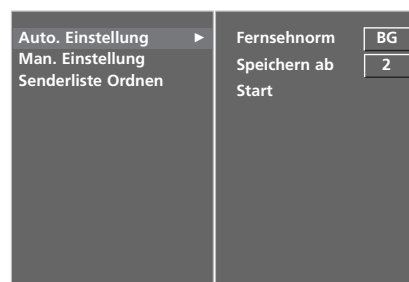 Auto. Einstellung ►
Man. Einstellung
Senderliste Ordnen
Fernsehnorm BG
Speichern ab 2
Start